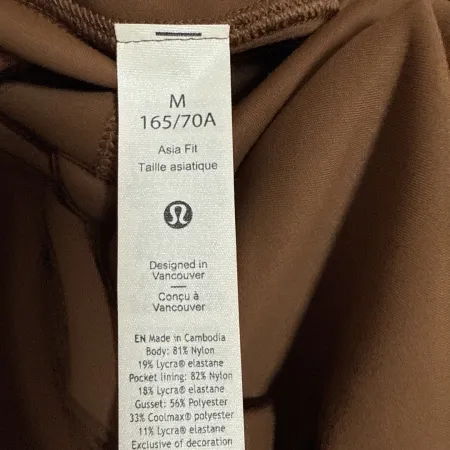 M
165/70A
Asia Fit
Taille asiatique
Designed in
Vancouver
Conçu à
Vancouver
EN Made in Cambodia
Body: 81% Nylon
19% Lycra® elastane
Pocket lining: 82% Nylon
18% Lycra® elastane
Gusset: 56% Polyester
33% Coolmax® polyester
11% Lycra® elastane
Exclusive of decoration